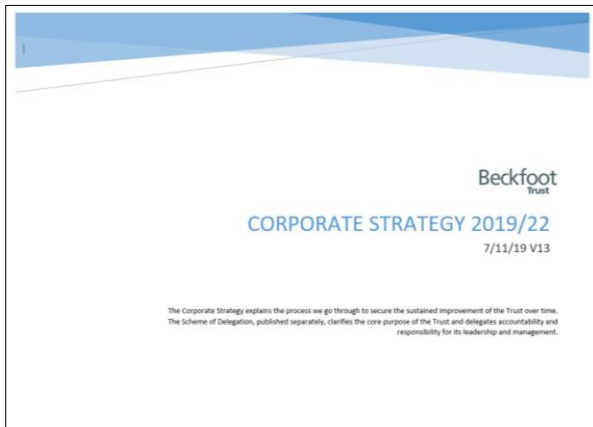 Beckfoot
Trust
CORPORATE STRATEGY 2019/22
7/11/19 V13
The Corporate Strategy explains the process we go through to secure the sustained improvement of the Trust over time.
The Scheme of Delegation, published separately, clarifies the core purpose of the Trust and delegates accountability and
responsibility for its leadership and management.